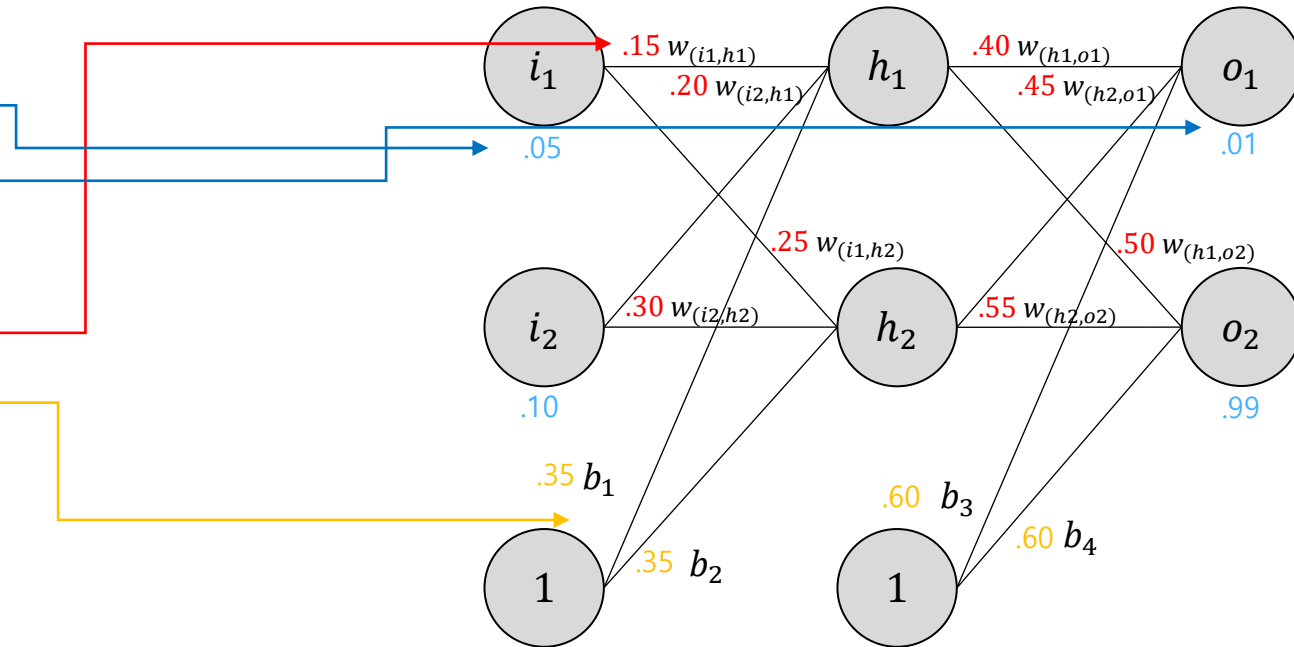 i₁ .15 w₍i1,h1₎ h₁ .40 w₍h1,o1₎ o₁
.20 w₍i2,h1₎ .45 w₍h2,o1₎
.05 .01
.25 w₍i1,h2₎ .50 w₍h1,o2₎
i₂ .30 w₍i2,h2₎ h₂ .55 w₍h2,o2₎ o₂
.10 .99
.35 b₁ .60 b₃
.35 b₂ .60 b₄
1 1